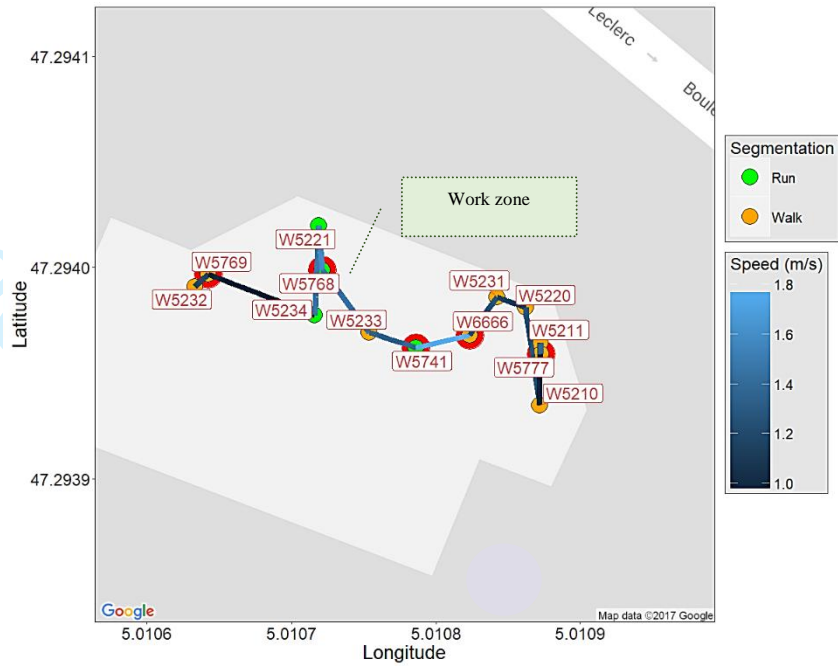 Leclerc →
Boule
47.2941
47.2940
47.2939
Latitude
Work zone
W5221
W5769
W5768
W5232
W5234
W5233
W5741
W6666
W5231
W5220
W5211
W5777
W5210
Google
Map data ©2017 Google
5.0106
5.0107
5.0108
5.0109
Longitude
Segmentation
Run
Walk
Speed (m/s)
1.8
1.6
1.4
1.2
1.0